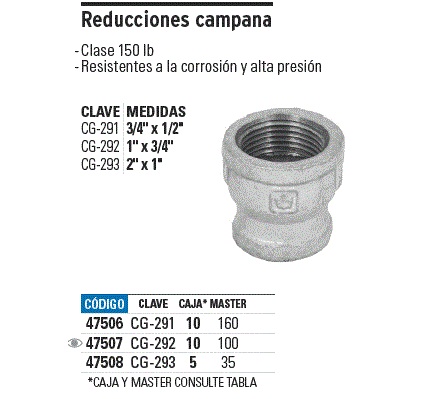 Reducciones campana
- Clase 150 lb
- Resistentes a la corrosión y alta presión
CLAVE MEDIDAS
CG-291 3/4" x 1/2"
CG-292 1" x 3/4"
CG-293 2" x 1"
CÓDIGO CLAVE CAJA* MASTER
47506 CG-291 10 160
47507 CG-292 10 100
47508 CG-293 5 35
*CAJA Y MASTER CONSULTE TABLA